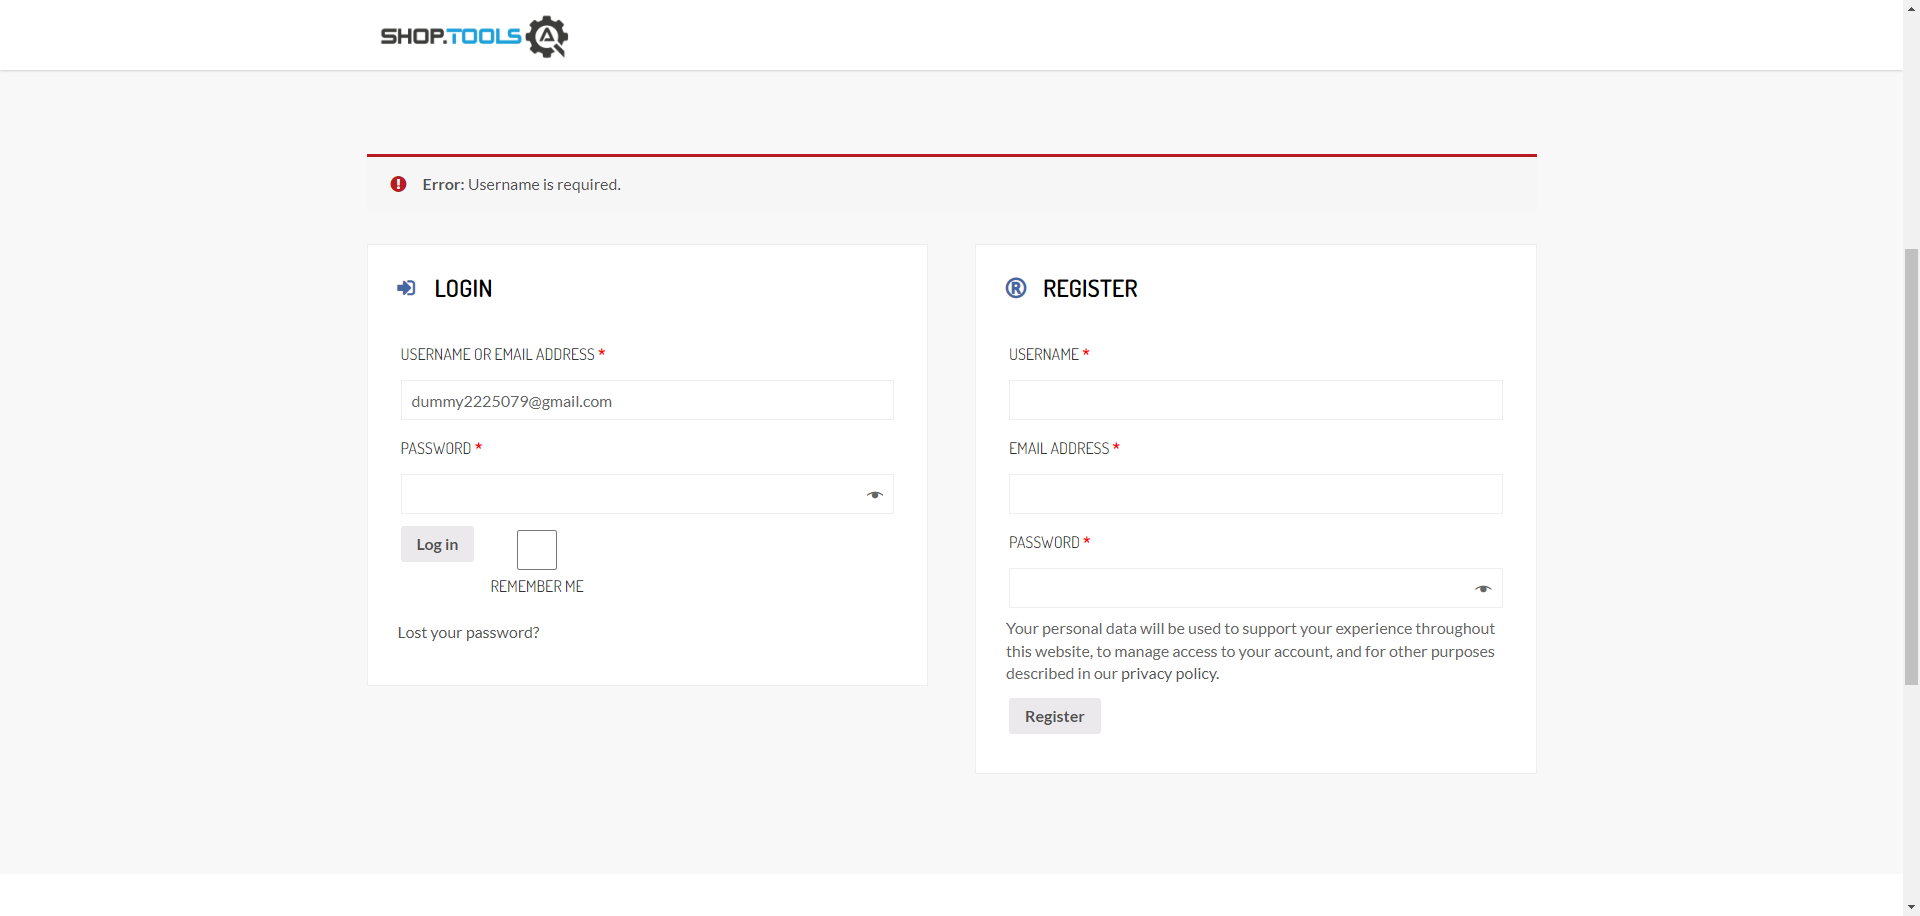 SHOP.TOOLS
Error: Username is required.
LOGIN
USERNAME OR EMAIL ADDRESS *
dummy2225079@gmail.com
PASSWORD *
Log in
REMEMBER ME
Lost your password?
REGISTER
USERNAME *
EMAIL ADDRESS *
PASSWORD *
Your personal data will be used to support your experience throughout
this website, to manage access to your account, and for other purposes
described in our privacy policy.
Register